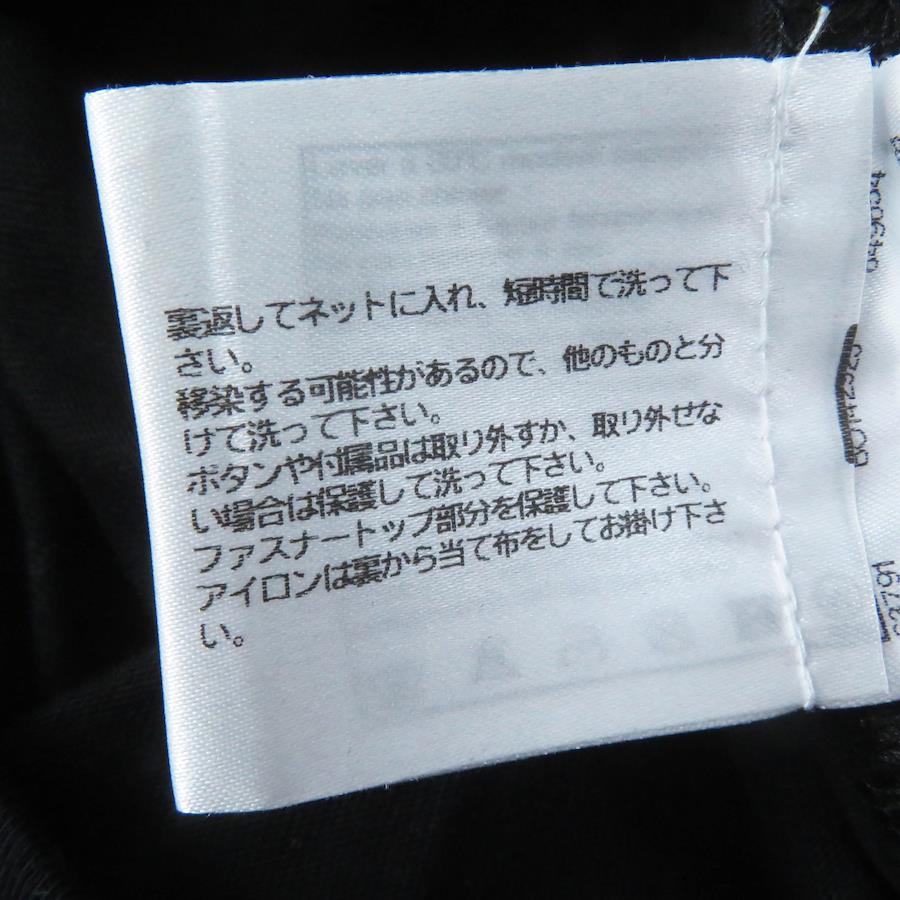 裏返してネットに入れ、短時間で洗って下
さい。
移染する可能性があるので、他のものと分
けて洗って下さい。
ボタンや付属品は取り外すか、取り外せな
い場合は保護して洗って下さい。
ファスナートップ部分を保護して下さい。
アイロンは裏から当て布をしてお掛け下さ
い。